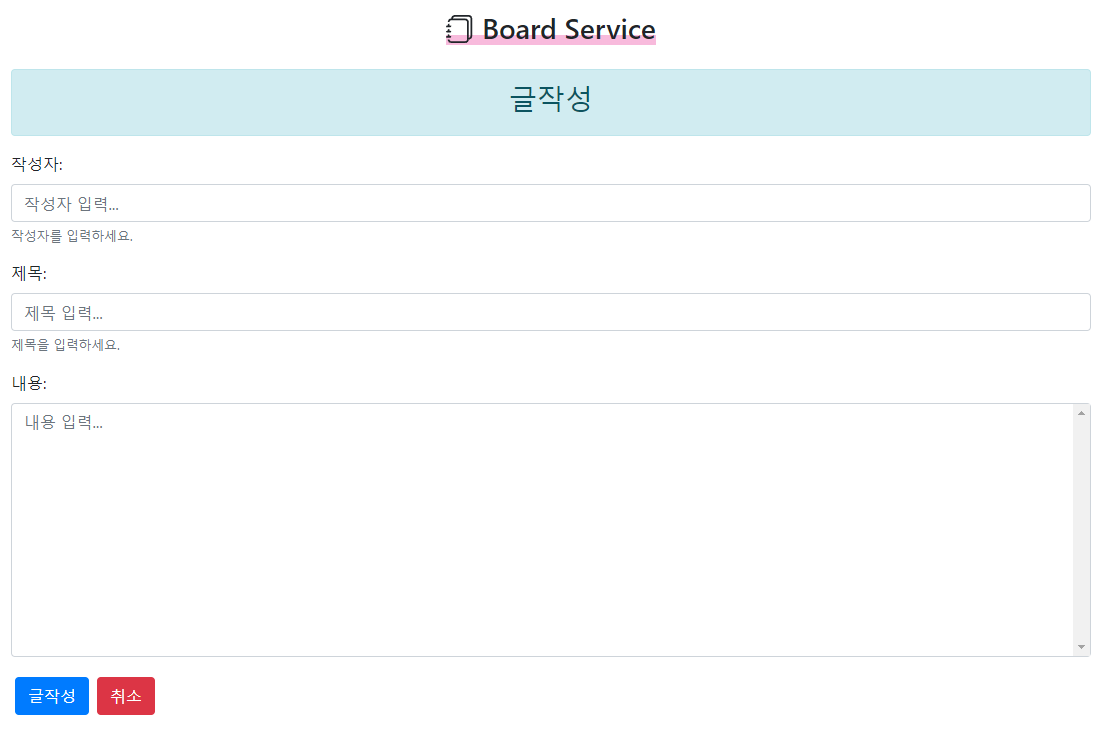 Board Service
글작성
작성자:
작성자 입력...
작성자를 입력하세요.
제목:
제목 입력...
제목을 입력하세요.
내용:
내용 입력...
글작성 취소